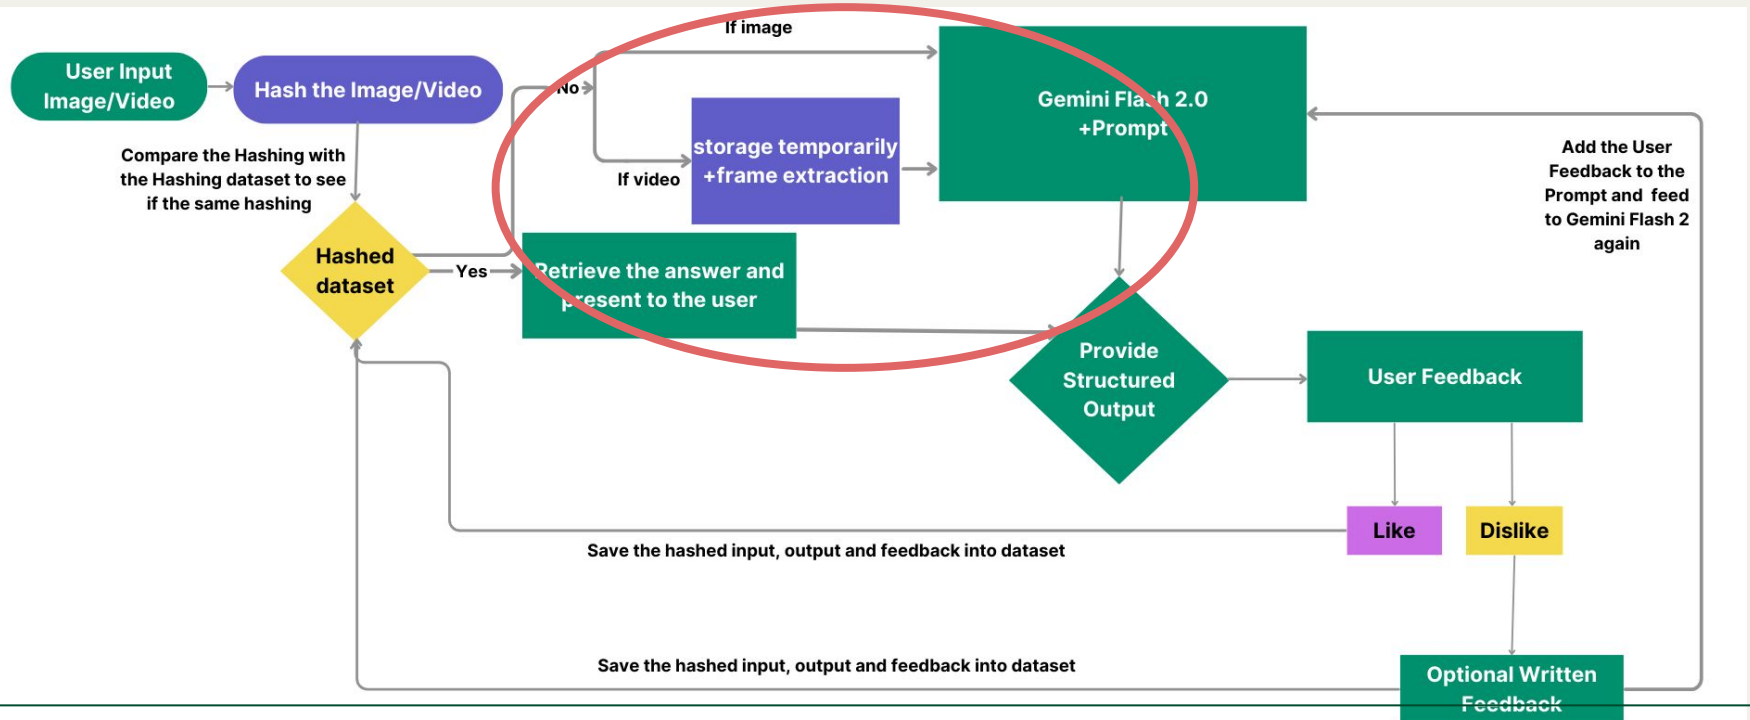 If image
User Input
Image/Video
Hash the Image/Video
No
Gemini Flash 2.0
+Prompt
storage temporarily
+frame extraction
If video
Compare the Hashing with
the Hashing dataset to see
if the same hashing
Add the User
Feedback to the
Prompt and feed
to Gemini Flash 2
again
Hashed
dataset
Yes
Retrieve the answer and
present to the user
Provide
Structured
Output
User Feedback
Like
Dislike
Save the hashed input, output and feedback into dataset
Save the hashed input, output and feedback into dataset
Optional Written
Feedback